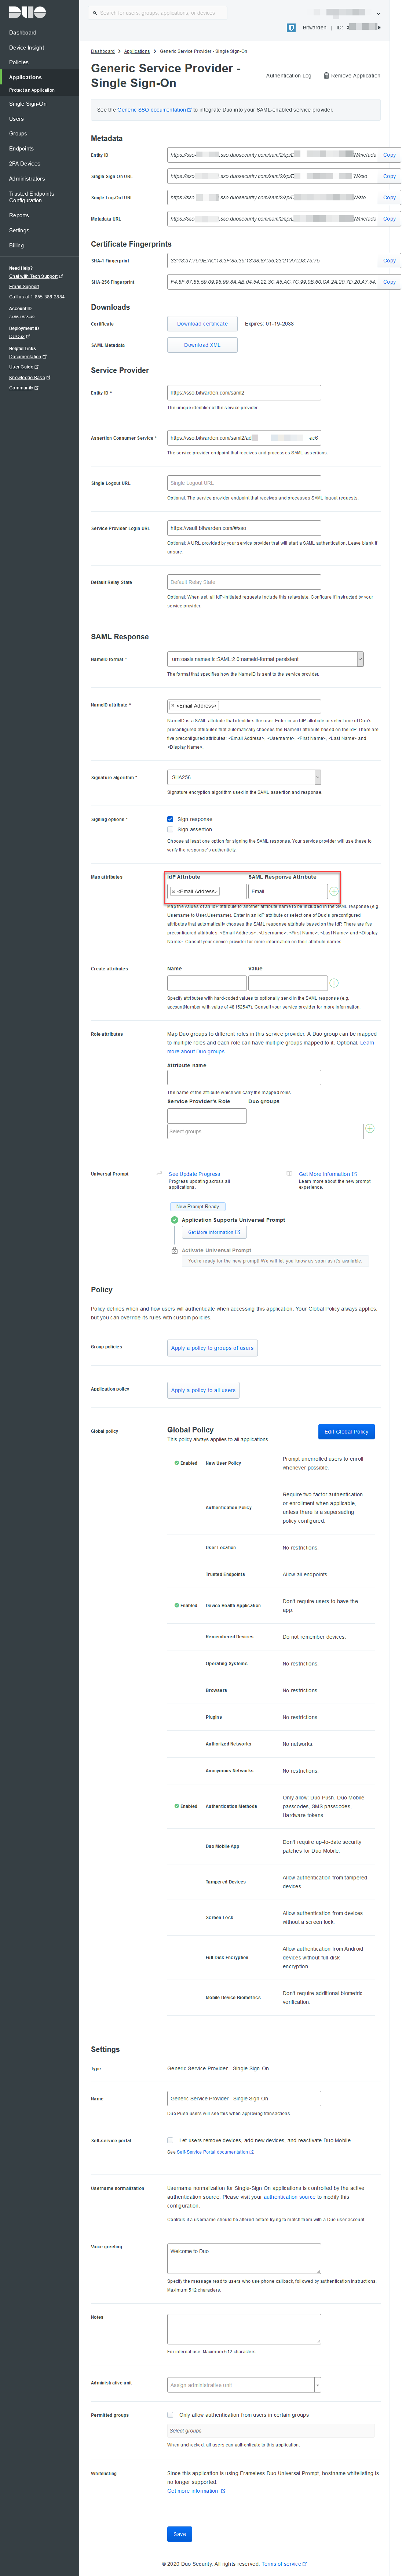 DUO
Search for users, groups, applications, or devices
Bitwarden | ID:
Dashboard
Device Insight
Policies
Applications
Protect an Application
Single Sign-On
Users
Groups
Endpoints
2FA Devices
Administrators
Trusted Endpoints
Configuration
Reports
Settings
Billing
Need Help?
Chat with Tech Support
Email Support
Call us at 1-855-386-2884
Account ID
Deployment ID
DUO62
Helpful Links
Documentation
User Guide
Knowledge Base
Community
Dashboard > Applications > Generic Service Provider - Single Sign-On
Generic Service Provider -
Single Sign-On
Authentication Log | Remove Application
See the Generic SSO documentation to integrate Duo into your SAML-enabled service provider.
Metadata
Entity ID
https://sso- .sso.duosecurity.com/saml2/sp/D N/metada
Copy
Single Sign-On URL
https://sso- .sso.duosecurity.com/saml2/sp/D N/sso
Copy
Single Log-Out URL
https://sso- .sso.duosecurity.com/saml2/sp/D N/slo
Copy
Metadata URL
https://sso- .sso.duosecurity.com/saml2/sp/D N/metada
Copy
Certificate Fingerprints
SHA-1 Fingerprint
33:43:37:75:9E:AC:18:3F:85:35:13:38:8A:56:23:21:AA:D3:75:75
Copy
SHA-256 Fingerprint
F4:8F:67:85:59:09:96:99:8A:AB:04:54:22:3C:A5:AC:7C:99:0B:60:CA:2A:20:7D:20:A7:54
Copy
Downloads
Certificate
Download certificate
Expires: 01-19-2038
SAML Metadata
Download XML
Service Provider
Entity ID *
https://sso.bitwarden.com/saml2
The unique identifier of the service provider.
Assertion Consumer Service *
https://sso.bitwarden.com/saml2/ad ac6
The service provider endpoint that receives and processes SAML assertions.
Single Logout URL
Single Logout URL
Optional: The service provider endpoint that receives and processes SAML logout requests.
Service Provider Login URL
https://vault.bitwarden.com/#/sso
Optional: A URL provided by your service provider that will start a SAML authentication. Leave blank if
unsure.
Default Relay State
Default Relay State
Optional: When set, all IdP-initiated requests include this relaystate. Configure if instructed by your
service provider.
SAML Response
NameID format *
urn:oasis:names:tc:SAML:2.0:nameid-format:persistent
The format that specifies how the NameID is sent to the service provider.
NameID attribute *
× <Email Address>
NameID is a SAML attribute that identifies the user. Enter in an IdP attribute or select one of Duo's
preconfigured attributes that automatically chooses the NameID attribute based on the IdP. There are
five preconfigured attributes: <Email Address>, <Username>, <First Name>, <Last Name> and
<Display Name>.
Signature algorithm *
SHA256
Signature encryption algorithm used in the SAML assertion and response.
Signing options *
Sign response
Sign assertion
Choose at least one option for signing the SAML response. Your service provider will use these to
verify the response's authenticity.
Map attributes
IdP Attribute SAML Response Attribute
× <Email Address> Email
Map the values of an IdP attribute to another attribute name to be included in the SAML response (e.g.
Username to User.Username). Enter in an IdP attribute or select one of Duo's preconfigured
attributes that automatically chooses the SAML response attribute based on the IdP. There are five
preconfigured attributes: <Email Address>, <Username>, <First Name>, <Last Name> and <Display
Name>. Consult your service provider for more information on their attribute names.
Create attributes
Name Value
Specify attributes with hard-coded values to optionally send in the SAML response (e.g.
accountNumber with value of 48152547). Consult your service provider for more information.
Role attributes
Map Duo groups to different roles in this service provider. A Duo group can be mapped
to multiple roles and each role can have multiple groups mapped to it. Optional. Learn
more about Duo groups.
Attribute name
The name of the attribute which will carry the mapped roles.
Service Provider's Role Duo groups
Select groups
Universal Prompt
See Update Progress
Progress updating across all
applications.
Get More Information
Learn more about the new prompt
experience.
New Prompt Ready
Application Supports Universal Prompt
Get More Information
Activate Universal Prompt
You're ready for the new prompt! We will let you know as soon as it's available.
Policy
Policy defines when and how users will authenticate when accessing this application. Your Global Policy always applies,
but you can override its rules with custom policies.
Group policies
Apply a policy to groups of users
Application policy
Apply a policy to all users
Global policy
Global Policy
This policy always applies to all applications.
Edit Global Policy
Enabled New User Policy Prompt unenrolled users to enroll
whenever possible.
Authentication Policy Require two-factor authentication
or enrollment when applicable,
unless there is a superseding
policy configured.
User Location No restrictions.
Trusted Endpoints Allow all endpoints.
Enabled Device Health Application Don't require users to have the
app
Remembered Devices Do not remember devices.
Operating Systems No restrictions.
Browsers No restrictions.
Plugins No restrictions.
Authorized Networks No networks.
Anonymous Networks No restrictions.
Enabled Authentication Methods Only allow: Duo Push, Duo Mobile
passcodes, SMS passcodes,
Hardware tokens.
Duo Mobile App Don't require up-to-date security
patches for Duo Mobile.
Tampered Devices Allow authentication from tampered
devices.
Screen Lock Allow authentication from devices
without a screen lock.
Full-Disk Encryption Allow authentication from Android
devices without full-disk
encryption.
Mobile Device Biometrics Don't require additional biometric
verification.
Settings
Type
Generic Service Provider - Single Sign-On
Name
Generic Service Provider - Single Sign-On
Duo Push users will see this when approving transactions.
Self-service portal
Let users remove devices, add new devices, and reactivate Duo Mobile
See Self-Service Portal documentation
Username normalization
Username normalization for Single-Sign On applications is controlled by the active
authentication source. Please visit your authentication source to modify this
configuration.
Controls if a username should be altered before trying to match them with a Duo user account.
Voice greeting
Welcome to Duo.
Specify the message read to users who use phone callback, followed by authentication instructions.
Maximum 512 characters.
Notes
For internal use. Maximum 512 characters.
Administrative unit
Assign administrative unit
Permitted groups
Only allow authentication from users in certain groups
Select groups
When unchecked, all users can authenticate to this application.
Whitelisting
Since this application is using Frameless Duo Universal Prompt, hostname whitelisting is
no longer supported.
Get more information
Save
© 2020 Duo Security. All rights reserved. Terms of service